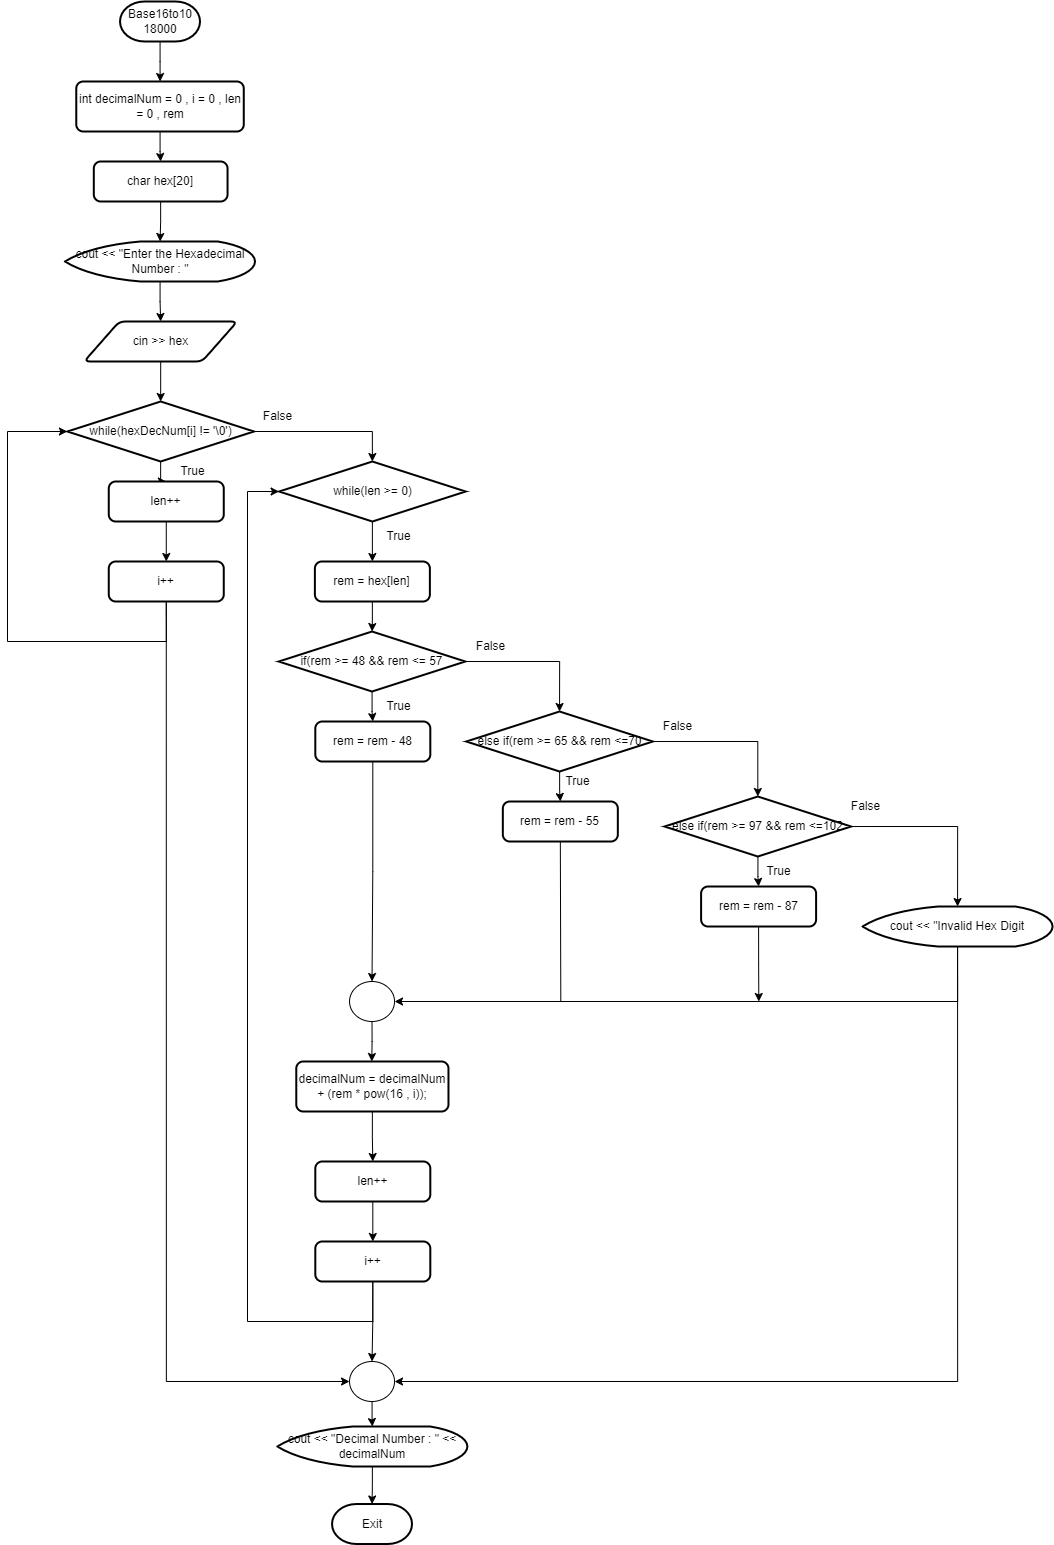 Base16to10
18000
int decimalNum = 0 , i = 0 , len
= 0 , rem
char hex[20]
cout << "Enter the Hexadecimal
Number : "
cin >> hex
while(hexDecNum[i] != '\0')
False
True
len++
i++
while(len >= 0)
True
rem = hex[len]
if(rem >= 48 && rem <= 57
False
True
rem = rem - 48
else if(rem >= 65 && rem <=70
False
True
rem = rem - 55
else if(rem >= 97 && rem <=102
False
True
rem = rem - 87
cout << "Invalid Hex Digit
decimalNum = decimalNum
+ (rem * pow(16 , i));
len++
i++
cout << "Decimal Number : " <<
decimalNum
Exit